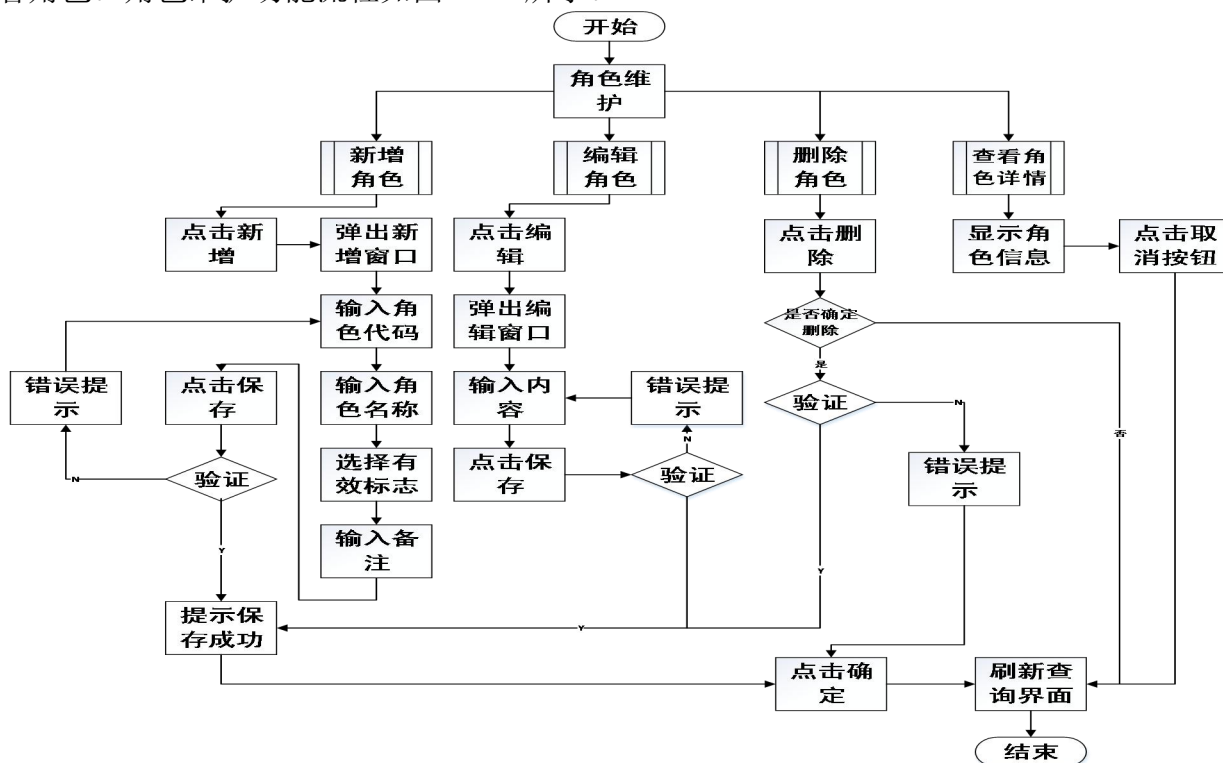 开始
角色维
护
新增
角色
编辑
角色
删除
角色
查看角
色详情
点击新
增
弹出新
增窗口
点击编
辑
点击删
除
显示角
色信息
点击取
消按钮
输入角
色代码
弹出编
辑窗口
是否确定
删除
是
错误提
示
点击保
存
输入角
色名称
输入内
容
错误提
示
验证
N
否
N
验证
N
选择有
效标志
点击保
存
验证
错误提
示
Y
输入备
注
Y
提示保
存成功
Y
点击确
定
刷新查
询界面
结束